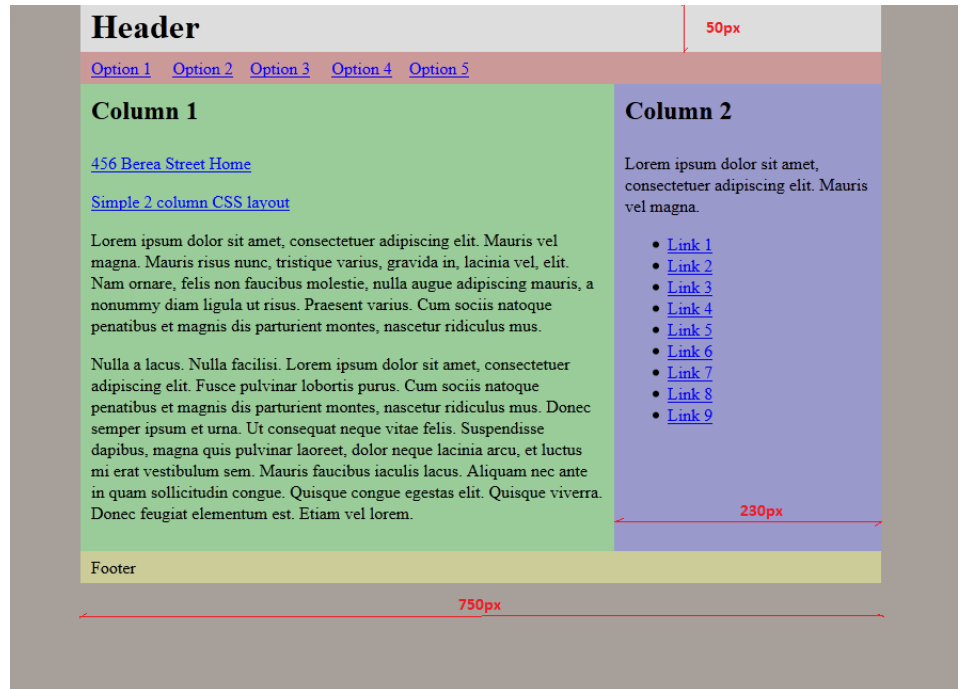 Header
50px
Option 1 Option 2 Option 3 Option 4 Option 5
Column 1
456 Berea Street Home
Simple 2 column CSS layout
Lorem ipsum dolor sit amet, consectetuer adipiscing elit. Mauris vel
magna. Mauris risus nunc, tristique varius, gravida in, lacinia vel, elit.
Nam ornare, felis non faucibus molestie, nulla augue adipiscing mauris, a
nonummy diam ligula ut risus. Praesent varius. Cum sociis natoque
penatibus et magnis dis parturient montes, nascetur ridiculus mus.
Nulla a lacus. Nulla facilisi. Lorem ipsum dolor sit amet, consectetuer
adipiscing elit. Fusce pulvinar lobortis purus. Cum sociis natoque
penatibus et magnis dis parturient montes, nascetur ridiculus mus. Donec
semper ipsum et urna. Ut consequat neque vitae felis. Suspendisse
dapibus, magna quis pulvinar laoreet, dolor neque lacinia arcu, et luctus
mi erat vestibulum sem. Mauris faucibus iaculis lacus. Aliquam nec ante
in quam sollicitudin congue. Quisque congue egestas elit. Quisque viverra.
Donec feugiat elementum est. Etiam vel lorem.
Column 2
Lorem ipsum dolor sit amet,
consectetuer adipiscing elit. Mauris
vel magna.
Link 1
Link 2
Link 3
Link 4
Link 5
Link 6
Link 7
Link 8
Link 9
230px
Footer
750px